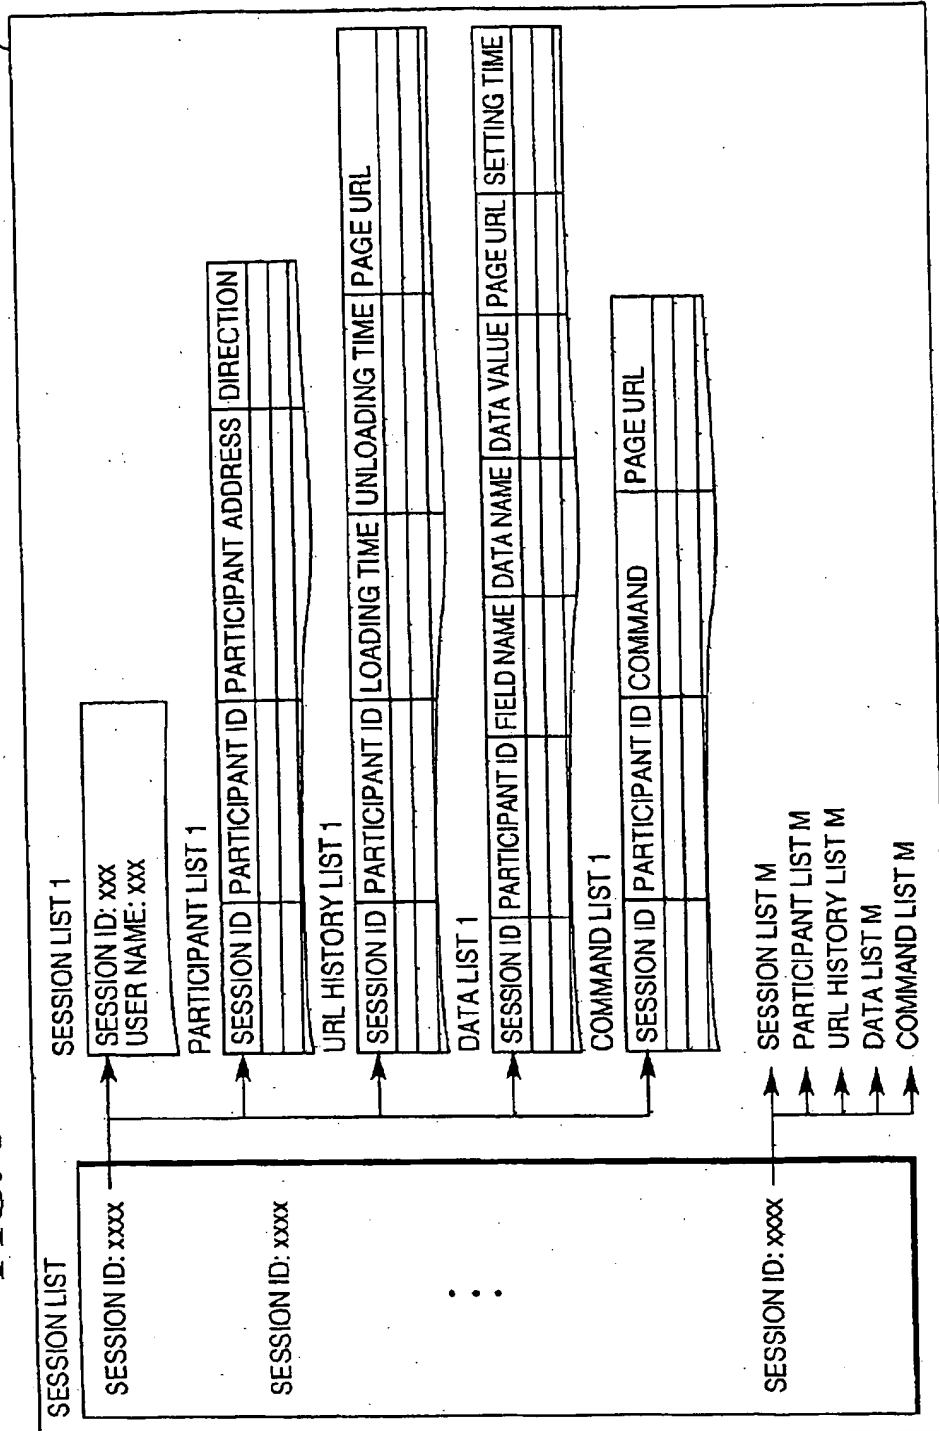 SESSION LIST
SESSION ID: xxxx
SESSION ID: xxxx
• • •
SESSION ID: xxxx
SESSION LIST 1
SESSION ID: xxx
USER NAME: xxx
PARTICIPANT LIST 1
SESSION ID PARTICIPANT ID PARTICIPANT ADDRESS DIRECTION
URL HISTORY LIST 1
SESSION ID PARTICIPANT ID LOADING TIME UNLOADING TIME PAGE URL
DATA LIST 1
SESSION ID PARTICIPANT ID FIELD NAME DATA NAME DATA VALUE PAGE URL SETTING TIME
COMMAND LIST 1
SESSION ID PARTICIPANT ID COMMAND PAGE URL
SESSION LIST M
PARTICIPANT LIST M
URL HISTORY LIST M
DATA LIST M
COMMAND LIST M